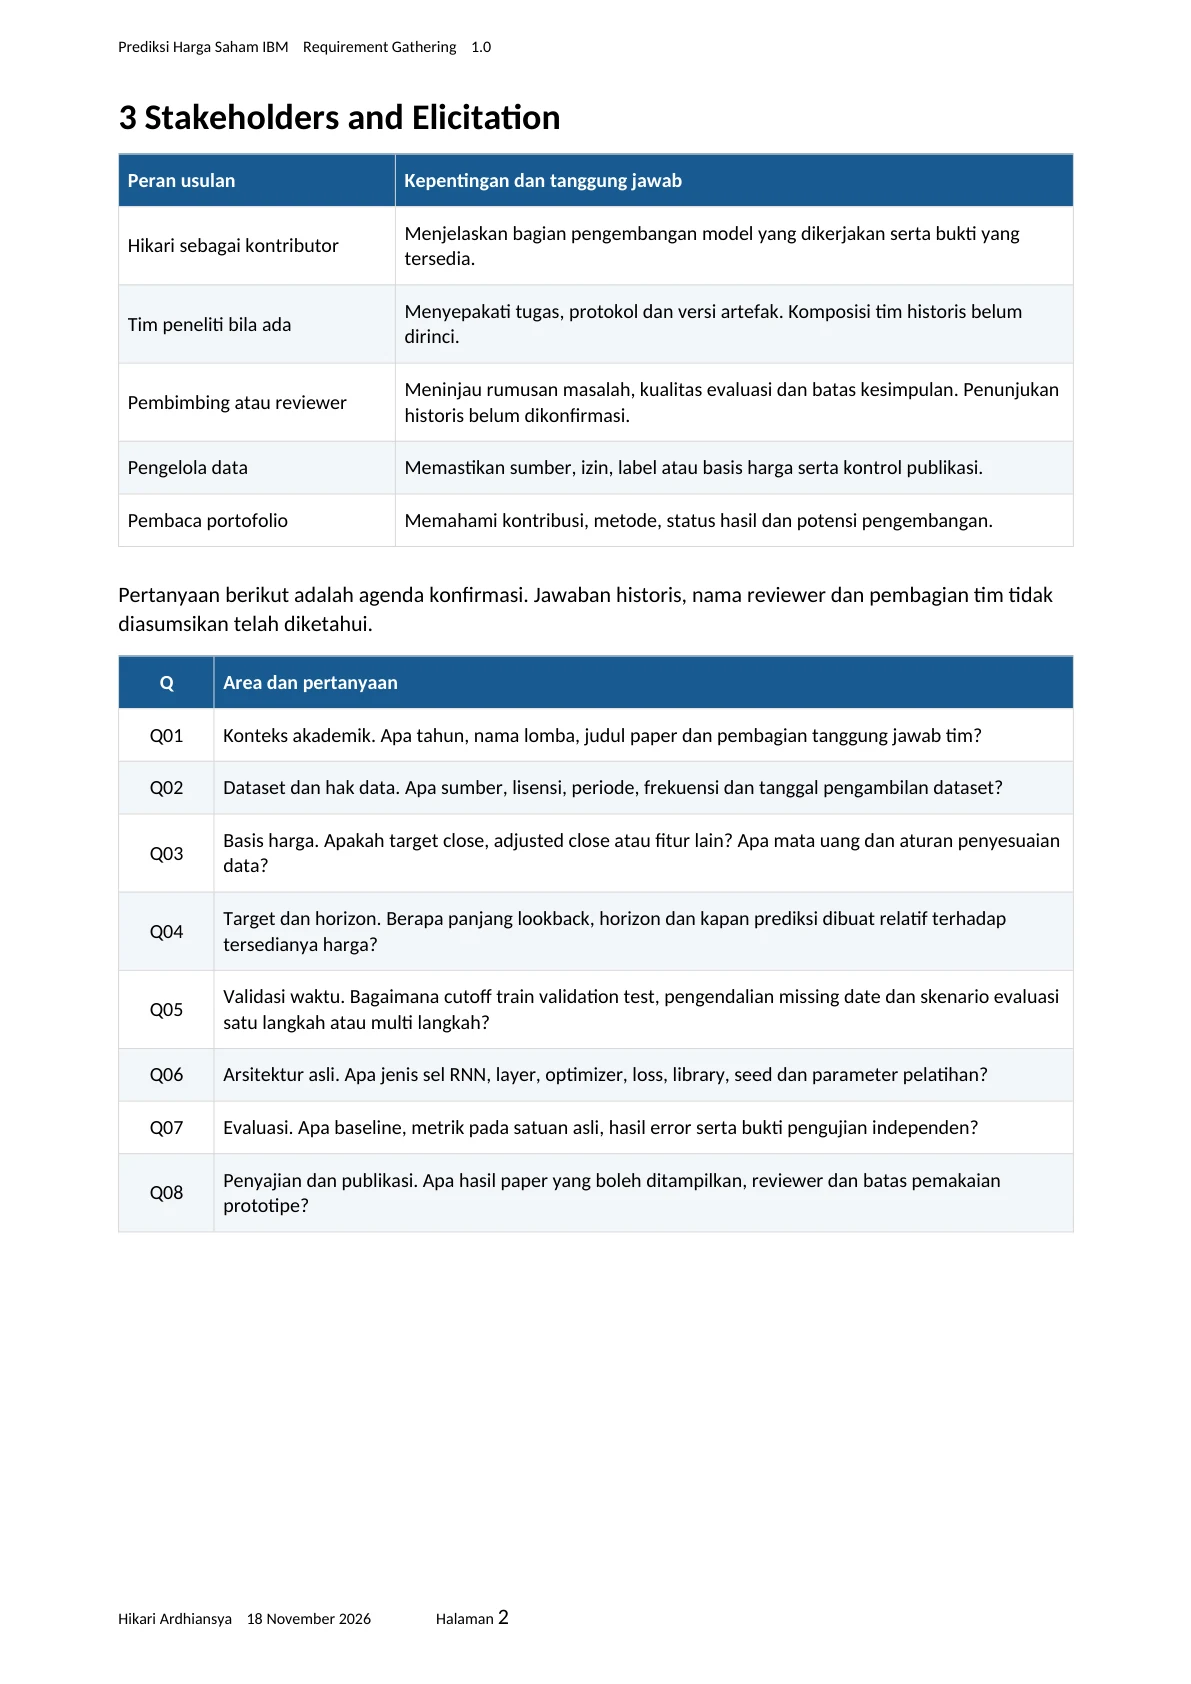 Prediksi Harga Saham IBM Requirement Gathering 1.0
3 Stakeholders and Elicitation
Peran usulan Kepentingan dan tanggung jawab
Hikari sebagai kontributor Menjelaskan bagian pengembangan model yang dikerjakan serta bukti yang
tersedia.
Tim peneliti bila ada Menyepakati tugas, protokol dan versi artefak. Komposisi tim historis belum
dirinci.
Pembimbing atau reviewer Meninjau rumusan masalah, kualitas evaluasi dan batas kesimpulan. Penunjukan
historis belum dikonfirmasi.
Pengelola data Memastikan sumber, izin, label atau basis harga serta kontrol publikasi.
Pembaca portofolio Memahami kontribusi, metode, status hasil dan potensi pengembangan.
Pertanyaan berikut adalah agenda konfirmasi. Jawaban historis, nama reviewer dan pembagian tim tidak
diasumsikan telah diketahui.
Q Area dan pertanyaan
Q01 Konteks akademik. Apa tahun, nama lomba, judul paper dan pembagian tanggung jawab tim?
Q02 Dataset dan hak data. Apa sumber, lisensi, periode, frekuensi dan tanggal pengambilan dataset?
Q03 Basis harga. Apakah target close, adjusted close atau fitur lain? Apa mata uang dan aturan penyesuaian
data?
Q04 Target dan horizon. Berapa panjang lookback, horizon dan kapan prediksi dibuat relatif terhadap
tersedianya harga?
Q05 Validasi waktu. Bagaimana cutoff train validation test, pengendalian missing date dan skenario evaluasi
satu langkah atau multi langkah?
Q06 Arsitektur asli. Apa jenis sel RNN, layer, optimizer, loss, library, seed dan parameter pelatihan?
Q07 Evaluasi. Apa baseline, metrik pada satuan asli, hasil error serta bukti pengujian independen?
Q08 Penyajian dan publikasi. Apa hasil paper yang boleh ditampilkan, reviewer dan batas pemakaian
prototipe?
Hikari Ardhiansya 18 November 2026 Halaman 2